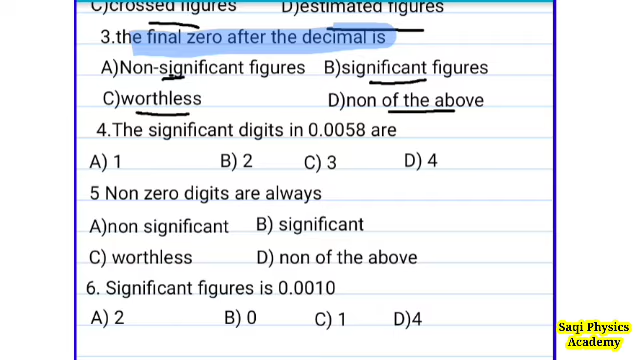 C)crossed figures D)estimated figures
3.the final zero after the decimal is
A)Non-significant figures B)significant figures
C)worthless D)non of the above
4.The significant digits in 0.0058 are
A) 1 B) 2 C) 3 D) 4
5 Non zero digits are always
A)non significant B) significant
C) worthless D) non of the above
6. Significant figures is 0.0010
A) 2 B) 0 C) 1 D)4
Saqi Physics
Academy